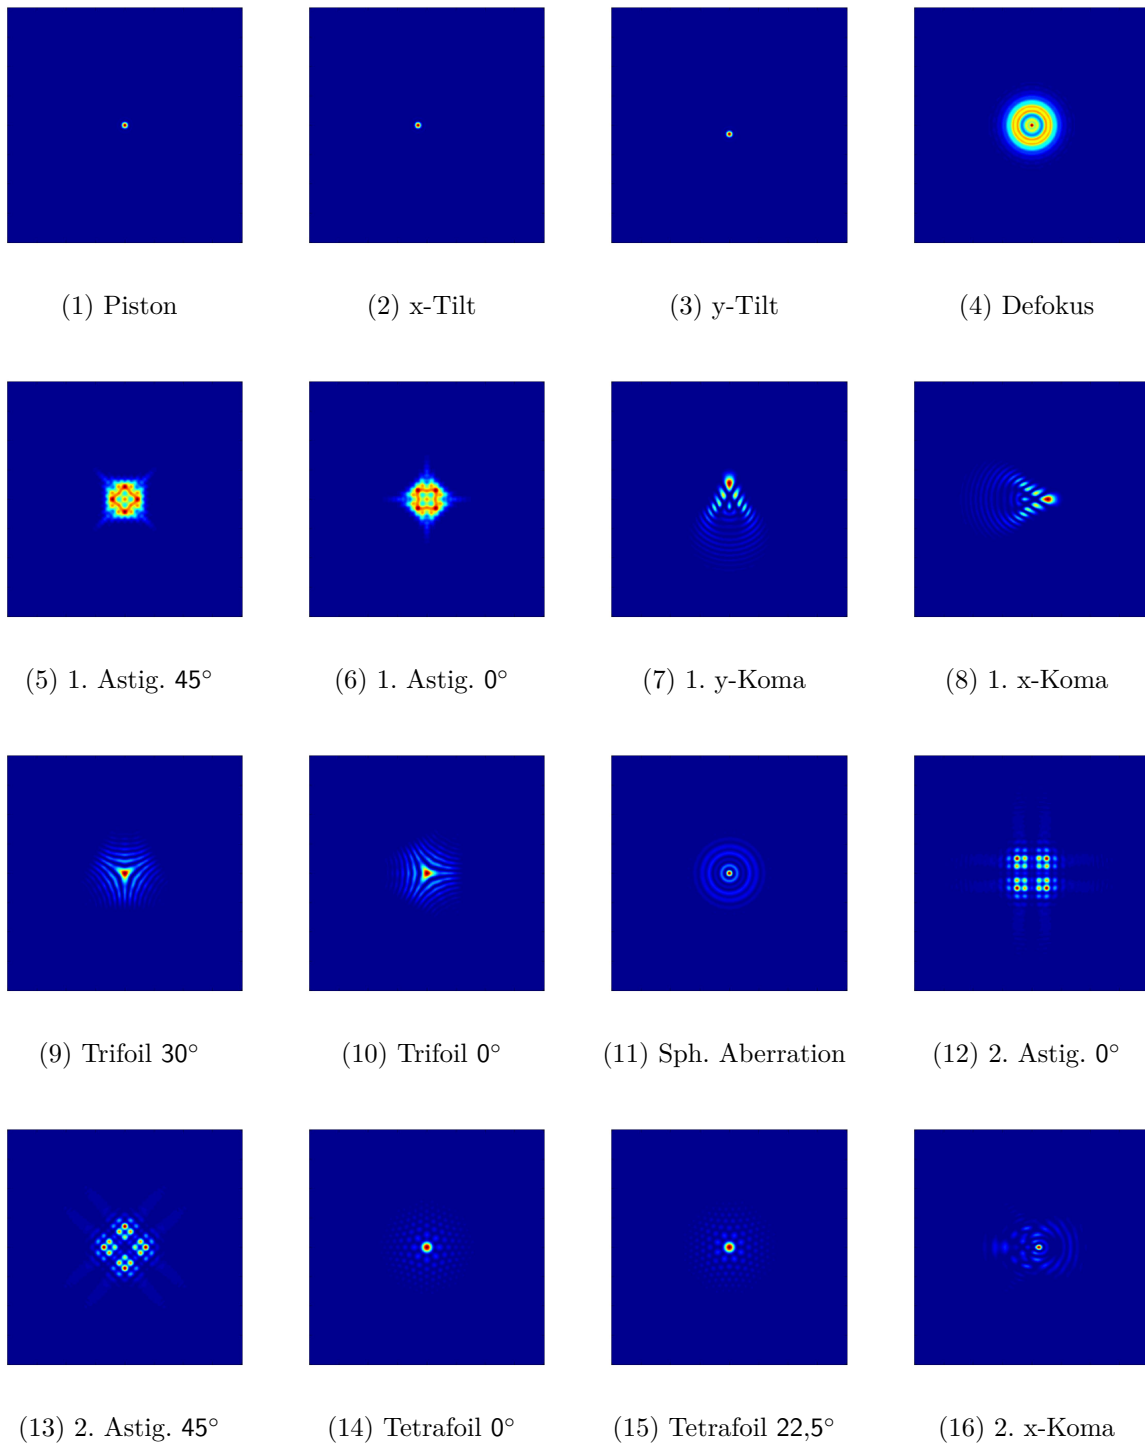 (1) Piston (2) x-Tilt (3) y-Tilt (4) Defokus
(5) 1. Astig. 45° (6) 1. Astig. 0° (7) 1. y-Koma (8) 1. x-Koma
(9) Trifoil 30° (10) Trifoil 0° (11) Sph. Aberration (12) 2. Astig. 0°
(13) 2. Astig. 45° (14) Tetrafoil 0° (15) Tetrafoil 22,5° (16) 2. x-Koma